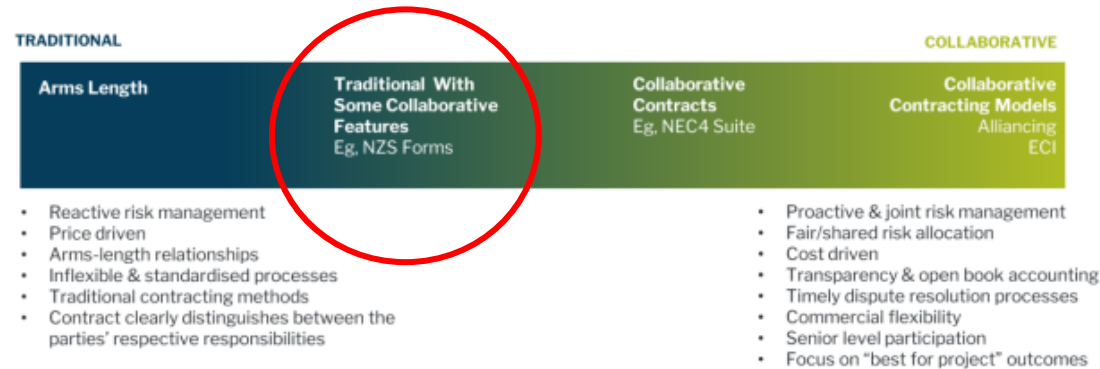 TRADITIONAL
COLLABORATIVE
Arms Length
Traditional With
Some Collaborative
Features
Eg, NZS Forms
Collaborative
Contracts
Eg, NEC4 Suite
Collaborative
Contracting Models
Alliancing
ECI
• Reactive risk management
• Price driven
• Arms-length relationships
• Inflexible & standardised processes
• Traditional contracting methods
• Contract clearly distinguishes between the
parties' respective responsibilities
• Proactive & joint risk management
• Fair/shared risk allocation
• Cost driven
• Transparency & open book accounting
• Timely dispute resolution processes
• Commercial flexibility
• Senior level participation
• Focus on "best for project" outcomes